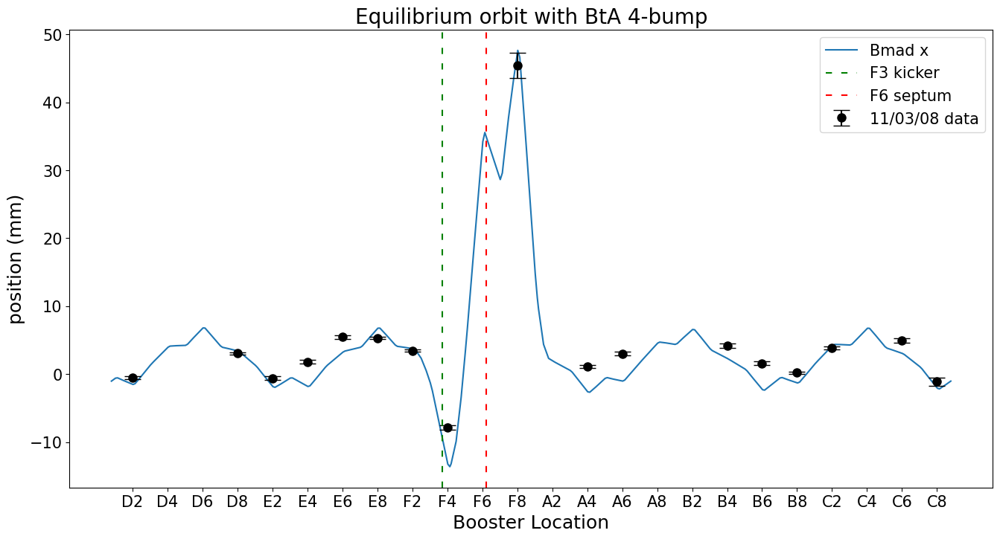 Equilibrium orbit with BtA 4-bump
50
40
30
20
10
0
−10
position (mm)
Bmad x
F3 kicker
F6 septum
11/03/08 data
D2 D4 D6 D8 E2 E4 E6 E8 F2 F4 F6 F8 A2 A4 A6 A8 B2 B4 B6 B8 C2 C4 C6 C8
Booster Location